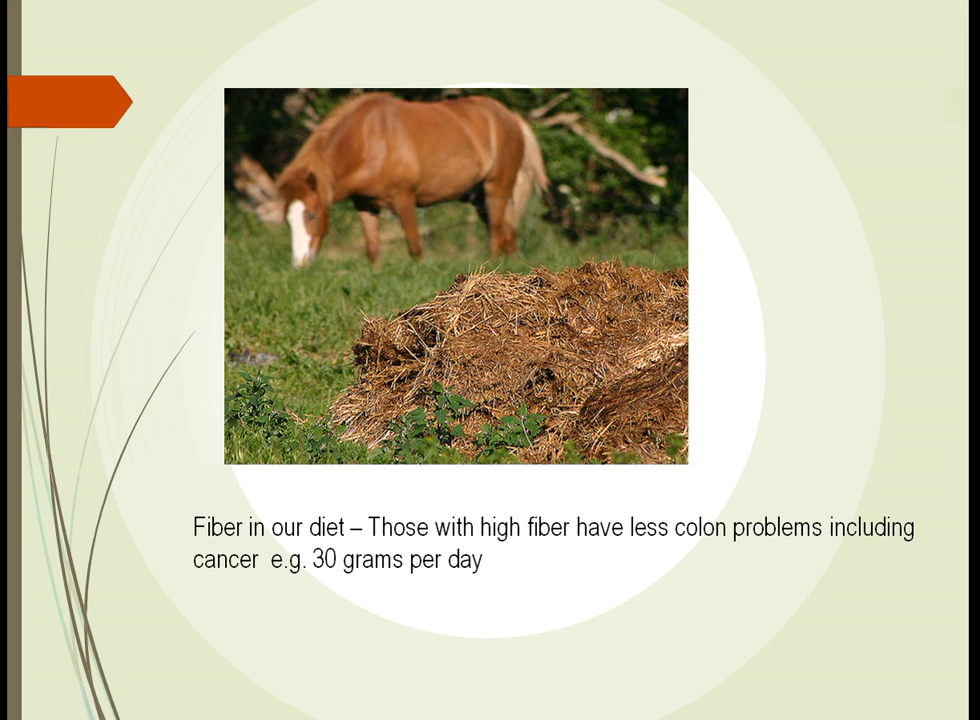 Fiber in our diet – Those with high fiber have less colon problems including
cancer  e.g. 30 grams per day